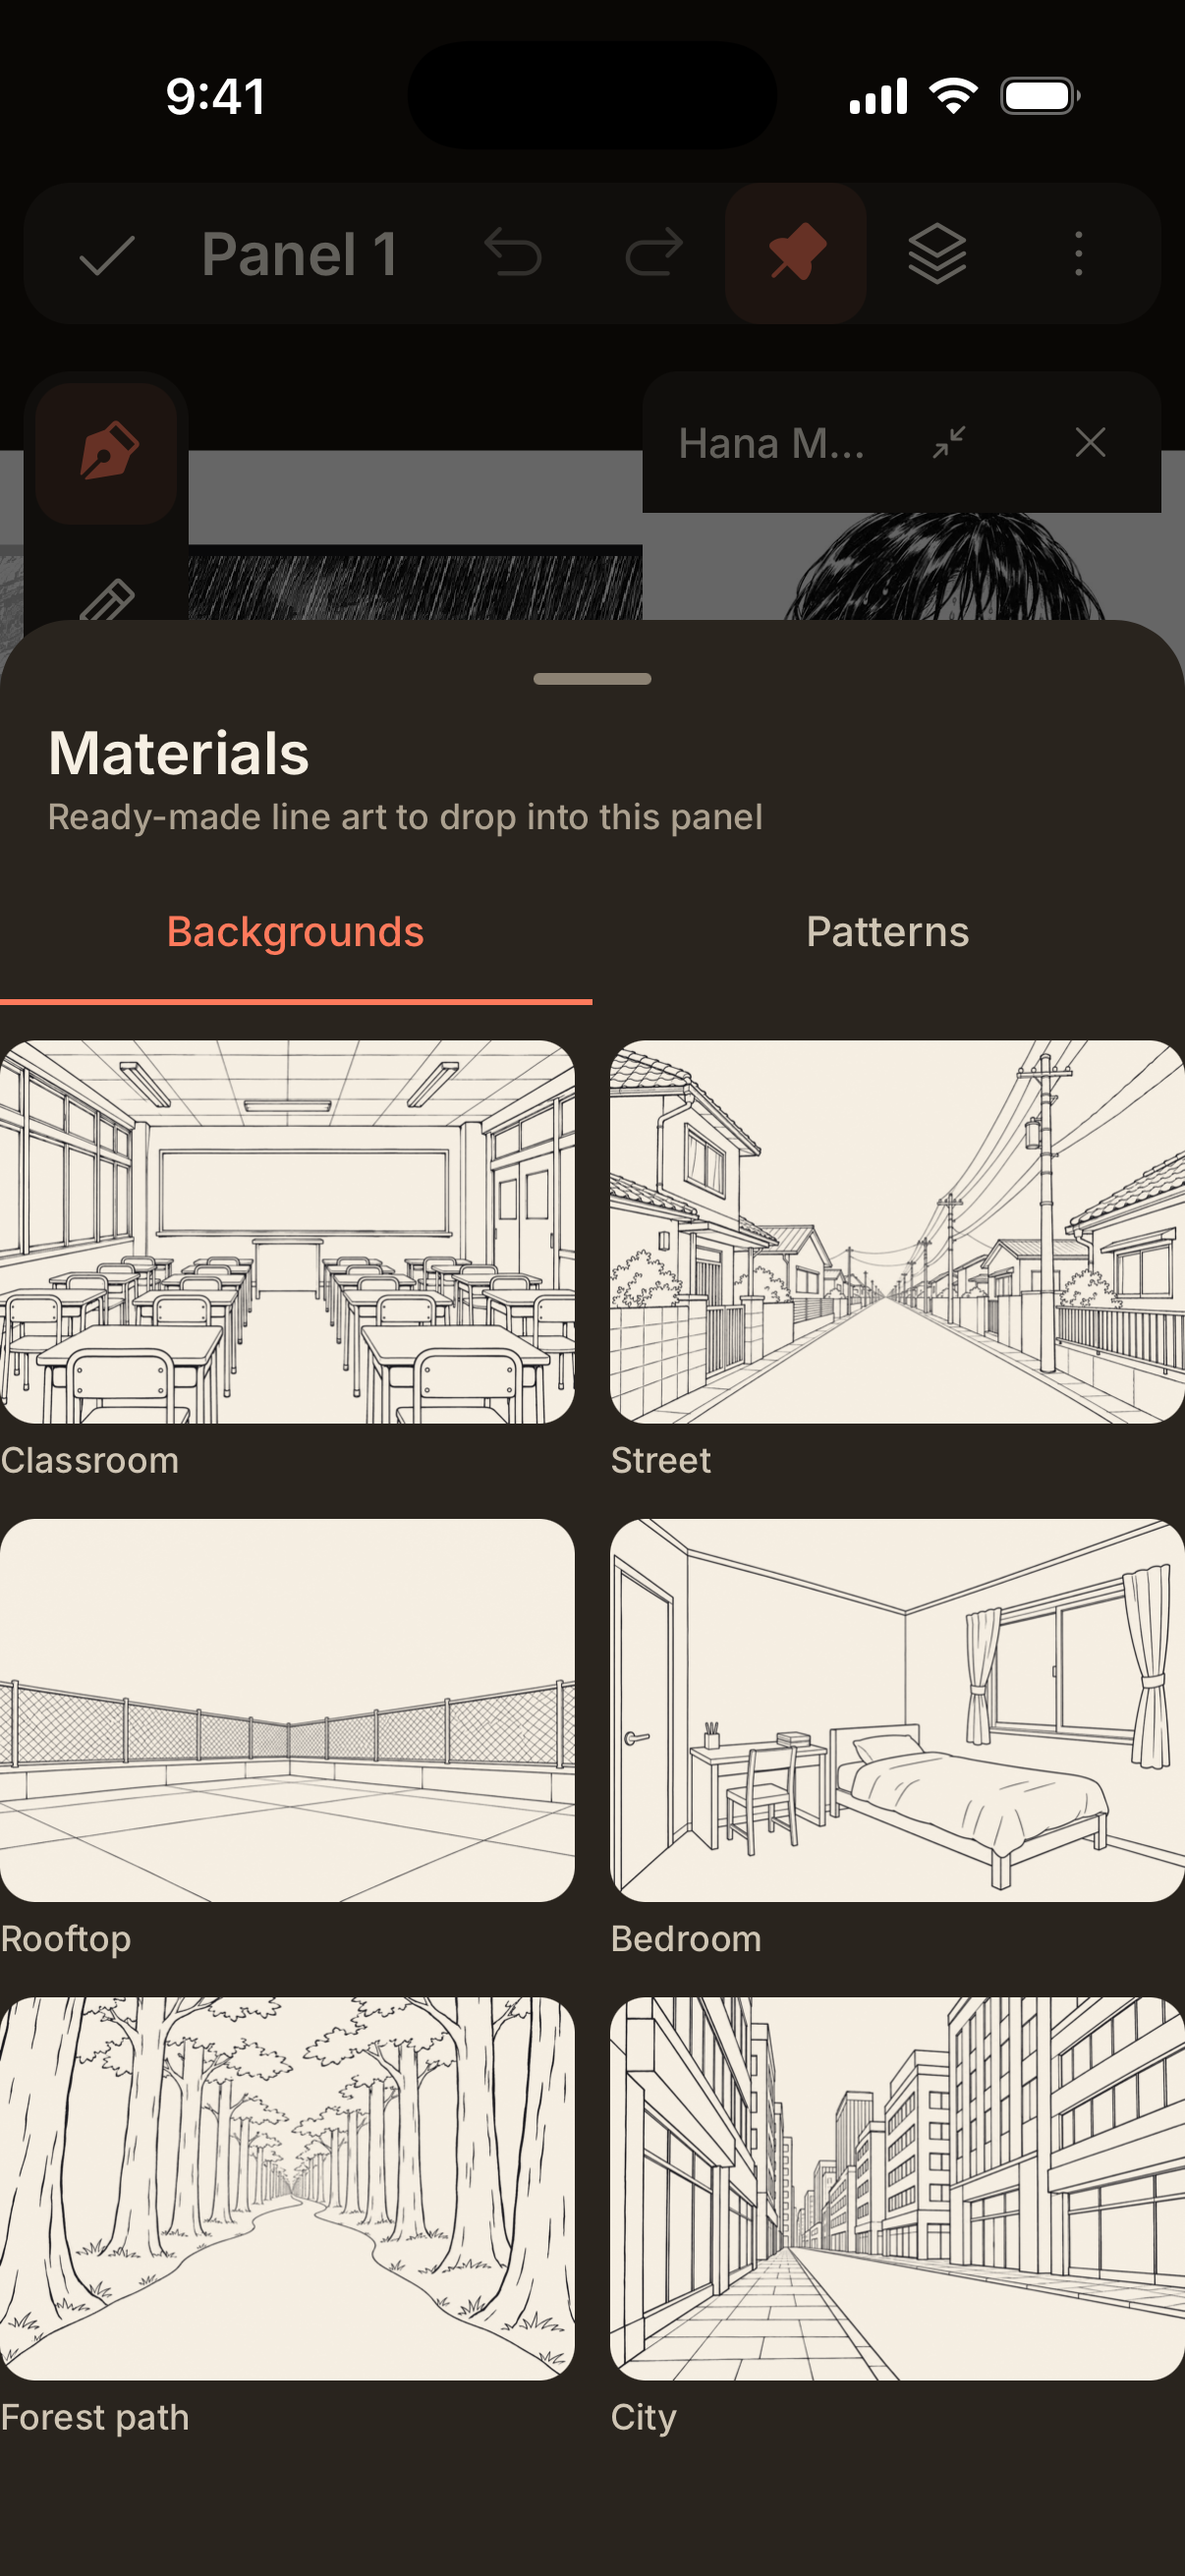 9:41
Panel 1
Hana M...
Materials
Ready-made line art to drop into this panel
Backgrounds
Patterns
Classroom
Street
Rooftop
Bedroom
Forest path
City